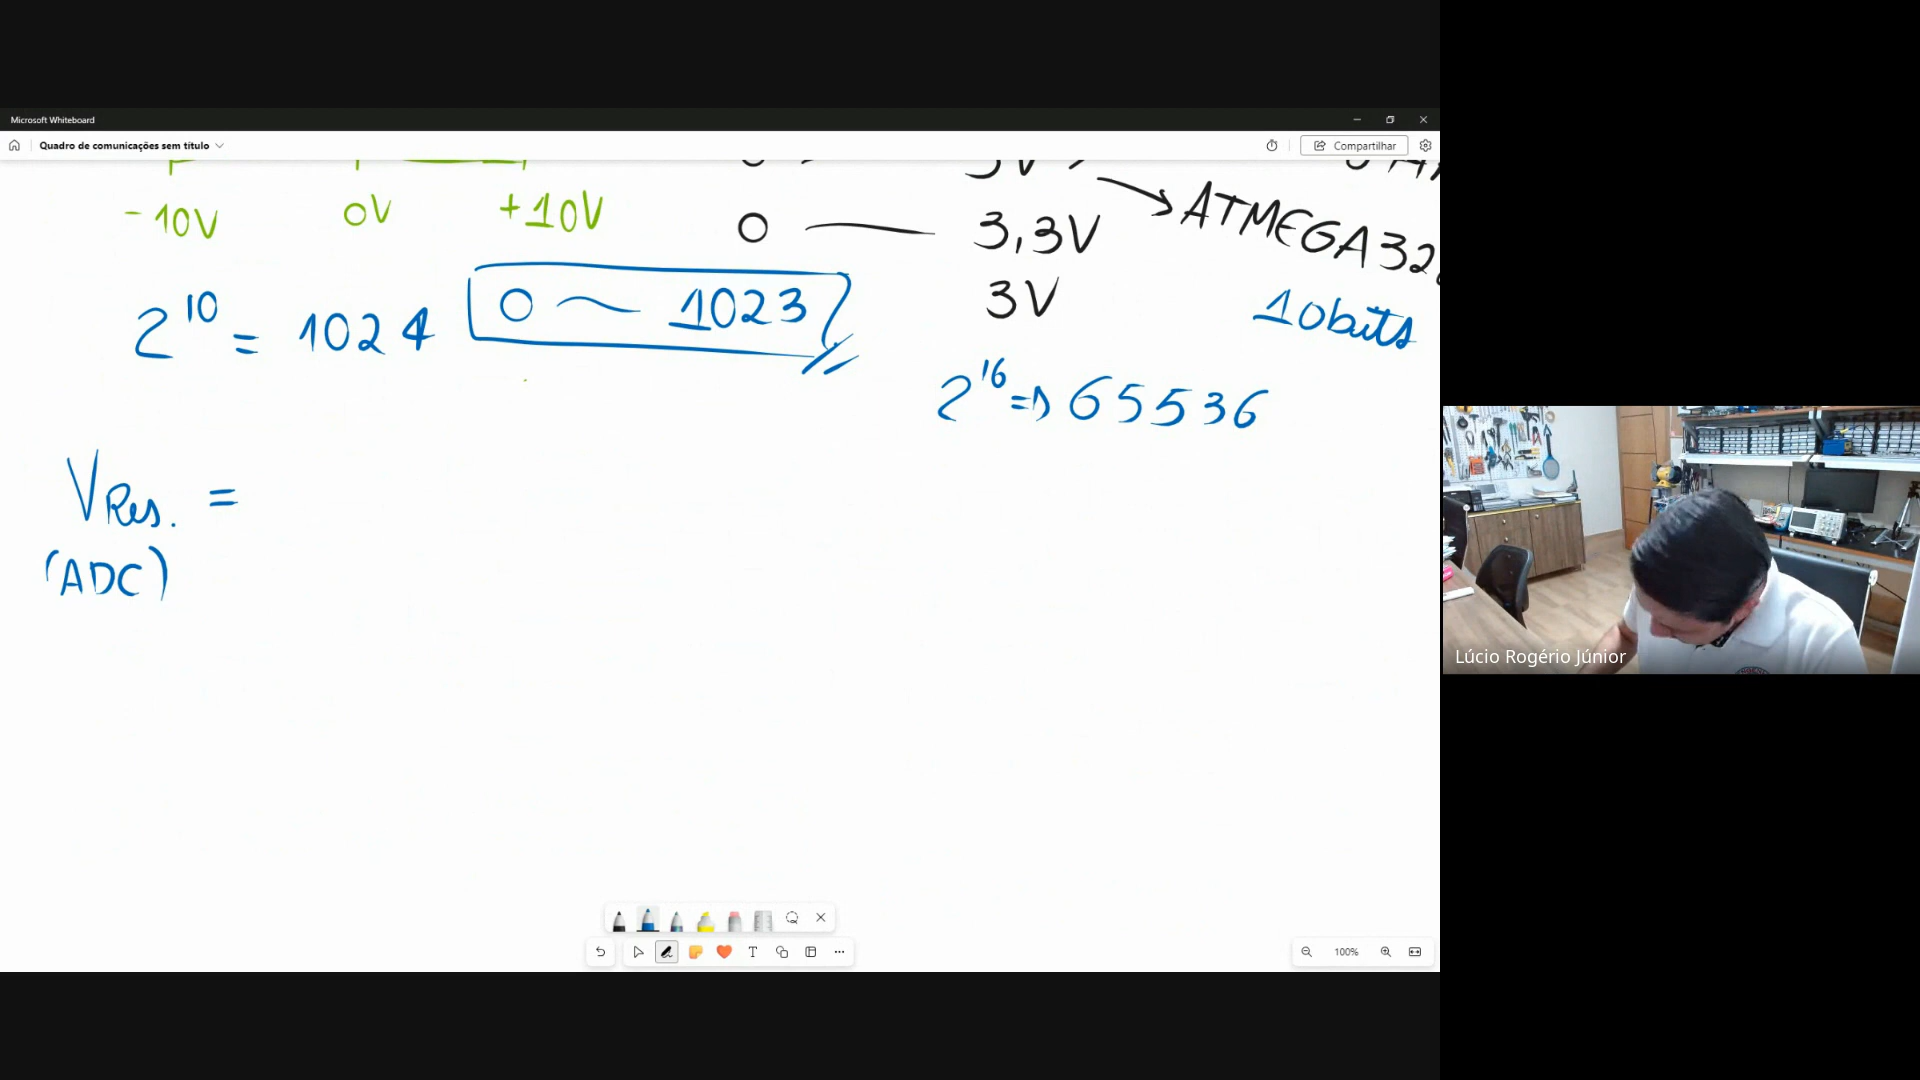 Microsoft Whiteboard
Quadro de comunicações sem título
Compartilhar
-10V 0V +10V
0 3,3V
ATMEGA32
3V
10bits
2^10 = 1024 0 ~ 1023
2^16 => 65536
VRes. =
(ADC)
Lúcio Rogério Júnior
T
100%